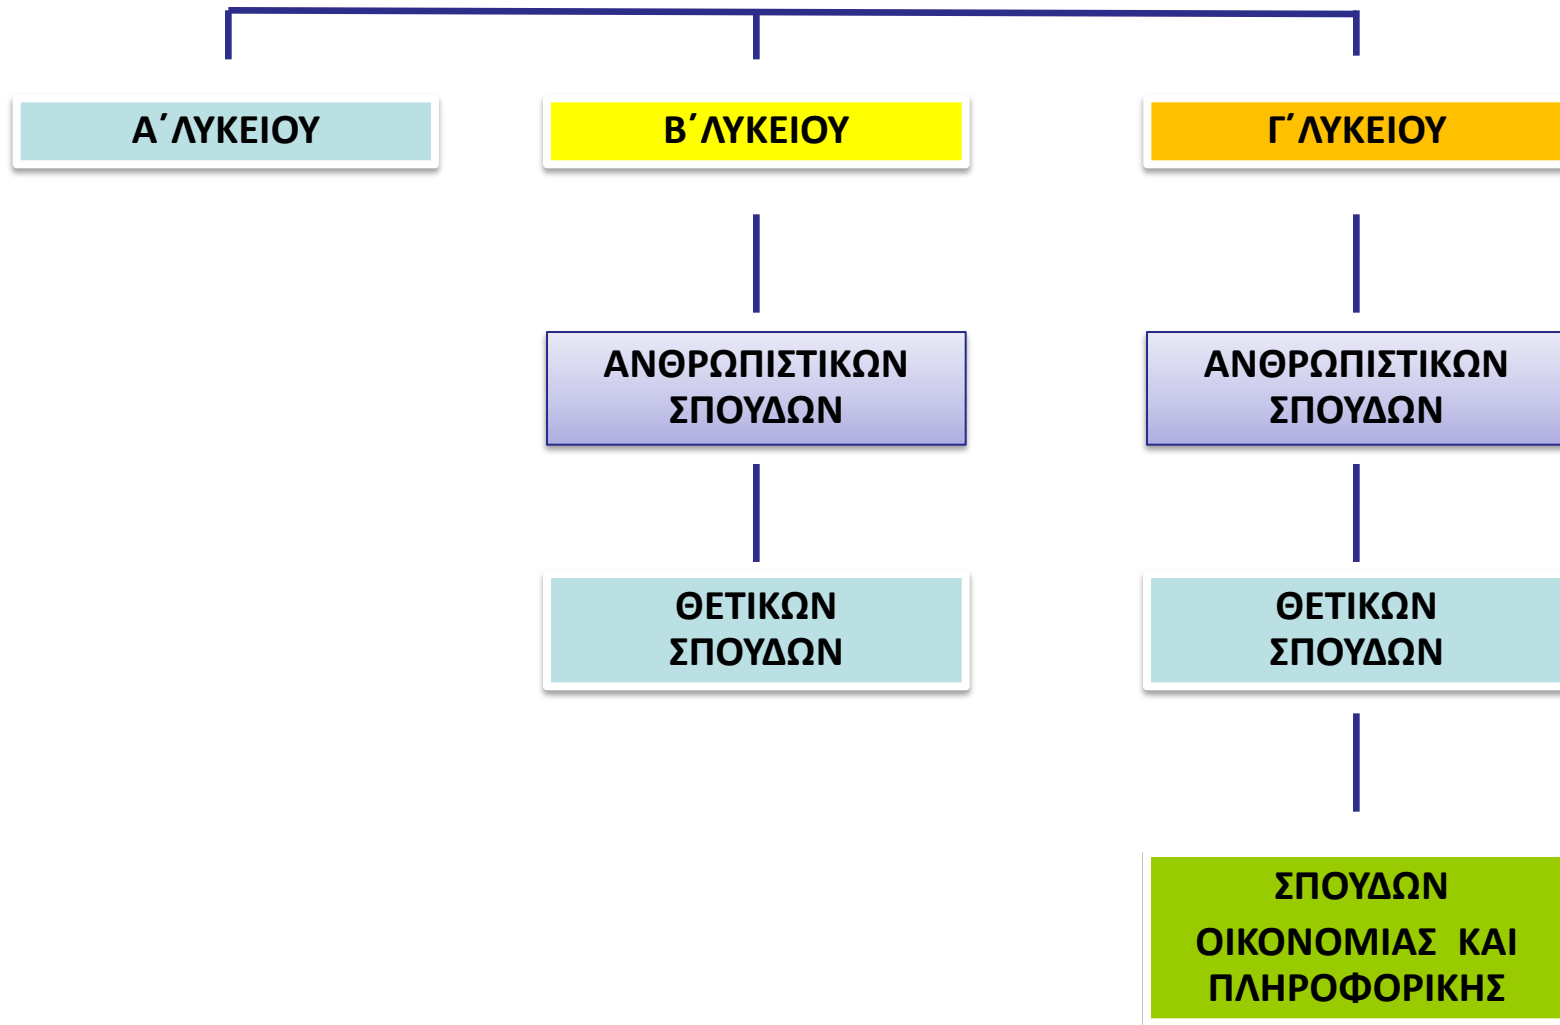 Α΄ΛΥΚΕΙΟΥ
Β΄ΛΥΚΕΙΟΥ
Γ΄ΛΥΚΕΙΟΥ
ΑΝΘΡΩΠΙΣΤΙΚΩΝ
ΣΠΟΥΔΩΝ
ΑΝΘΡΩΠΙΣΤΙΚΩΝ
ΣΠΟΥΔΩΝ
ΘΕΤΙΚΩΝ
ΣΠΟΥΔΩΝ
ΘΕΤΙΚΩΝ
ΣΠΟΥΔΩΝ
ΣΠΟΥΔΩΝ
ΟΙΚΟΝΟΜΙΑΣ ΚΑΙ
ΠΛΗΡΟΦΟΡΙΚΗΣ